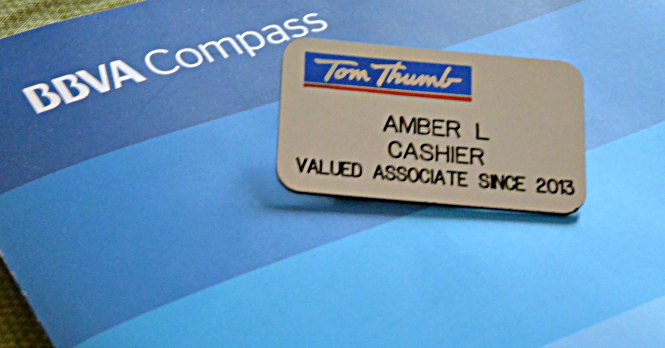 BBVA Compass
Tom Thumb
AMBER L
CASHIER
VALUED ASSOCIATE SINCE 2013